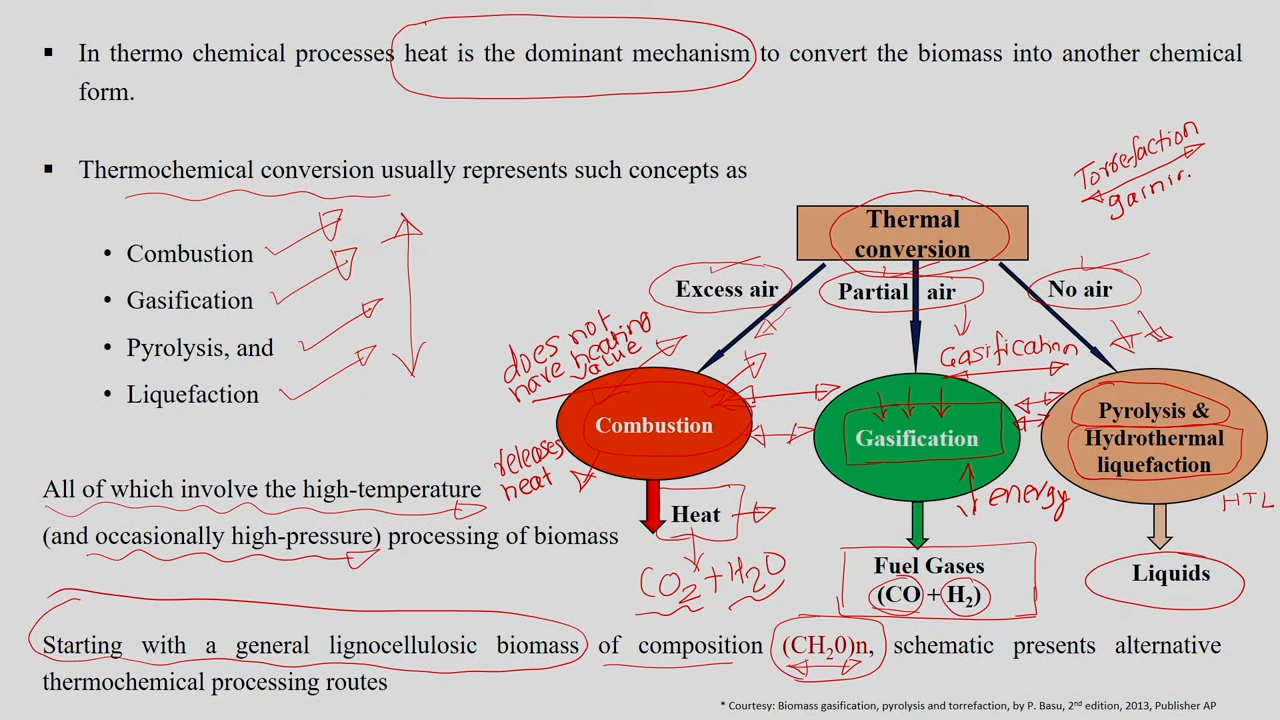 ▪ In thermo chemical processes heat is the dominant mechanism to convert the biomass into another chemical
form.
▪ Thermochemical conversion usually represents such concepts as
• Combustion
• Gasification
• Pyrolysis, and
• Liquefaction
All of which involve the high-temperature
(and occasionally high-pressure) processing of biomass
Torrefaction
Thermal
conversion
Excess air
Partial air
No air
does not
have heating
value
Gasification
Combustion
Gasification
Pyrolysis &
Hydrothermal
liquefaction
releases
heat
energy
HTL
Heat
CO2 + H2O
Fuel Gases
(CO + H₂)
Liquids
Starting with a general lignocellulosic biomass of composition (CH₂0)n, schematic presents alternative
thermochemical processing routes
* Courtesy: Biomass gasification, pyrolysis and torrefaction, by P. Basu, 2nd edition, 2013, Publisher AP